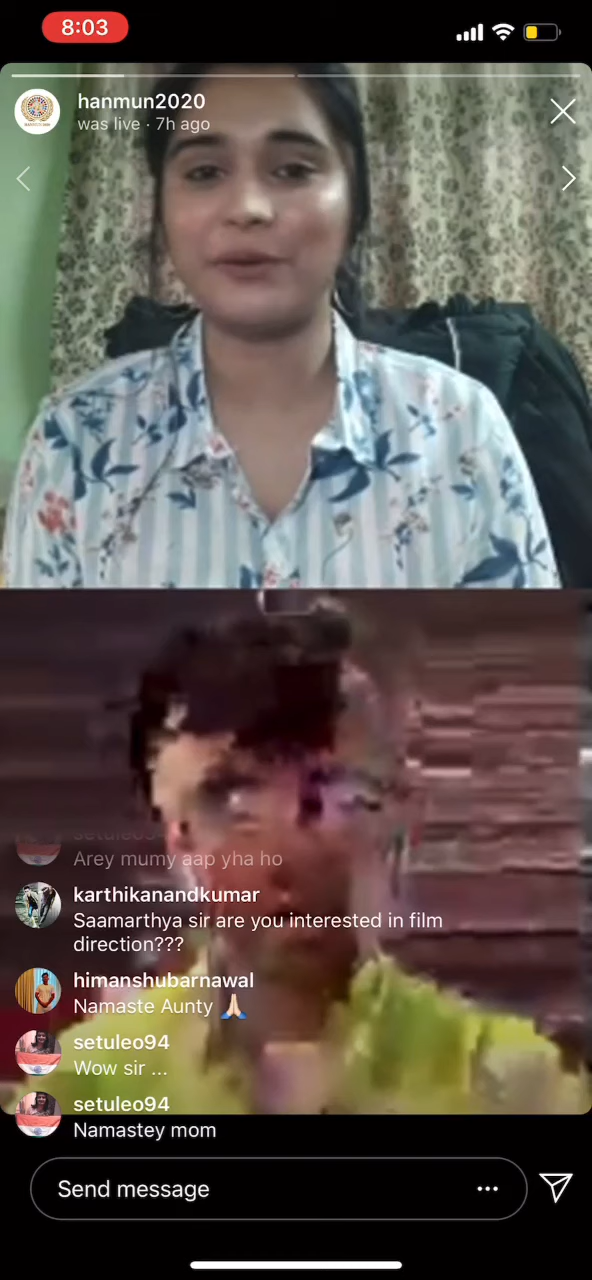 8:03
hanmun2020
was live · 7h ago
setuleo94
Arey mumy aap yha ho
karthikanandkumar
Saamarthya sir are you interested in film
direction???
himanshubarnawal
Namaste Aunty 🙏🏻
setuleo94
Wow sir ...
setuleo94
Namastey mom
Send message